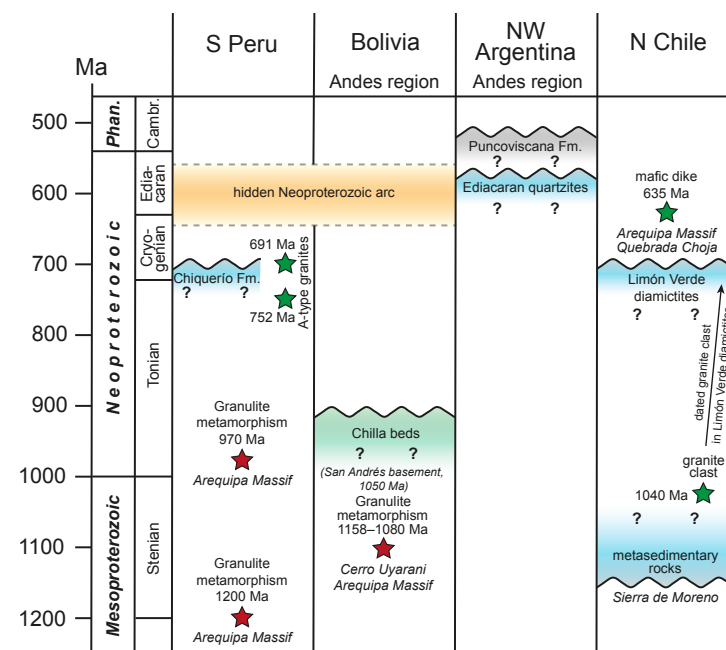 Ma
S Peru
Bolivia
Andes region
NW
Argentina
Andes region
N Chile
500
600
700
800
900
1000
1100
1200
Phan.
Neoproterozoic
Mesoproterozoic
Cambr.
Edia-
caran
Cryo-
genian
Tonian
Stenian
hidden Neoproterozoic arc
691 Ma
Chiquerío Fm.
? ?
752 Ma
A-type granites
Granulite
metamorphism
970 Ma
Arequipa Massif
Granulite
metamorphism
1200 Ma
Arequipa Massif
Chilla beds
? ?
(San Andrés basement,
1050 Ma)
Granulite
metamorphism
1158–1080 Ma
Cerro Uyarani
Arequipa Massif
Puncoviscana Fm.
? ?
Ediacaran quartzites
? ?
mafic dike
635 Ma
Arequipa Massif
Quebrada Choja
Limón Verde
diamictites
? ?
dated granite clast
in Limón Verde diamictites
granite
clast
1040 Ma
? ?
metasedimentary
rocks
Sierra de Moreno